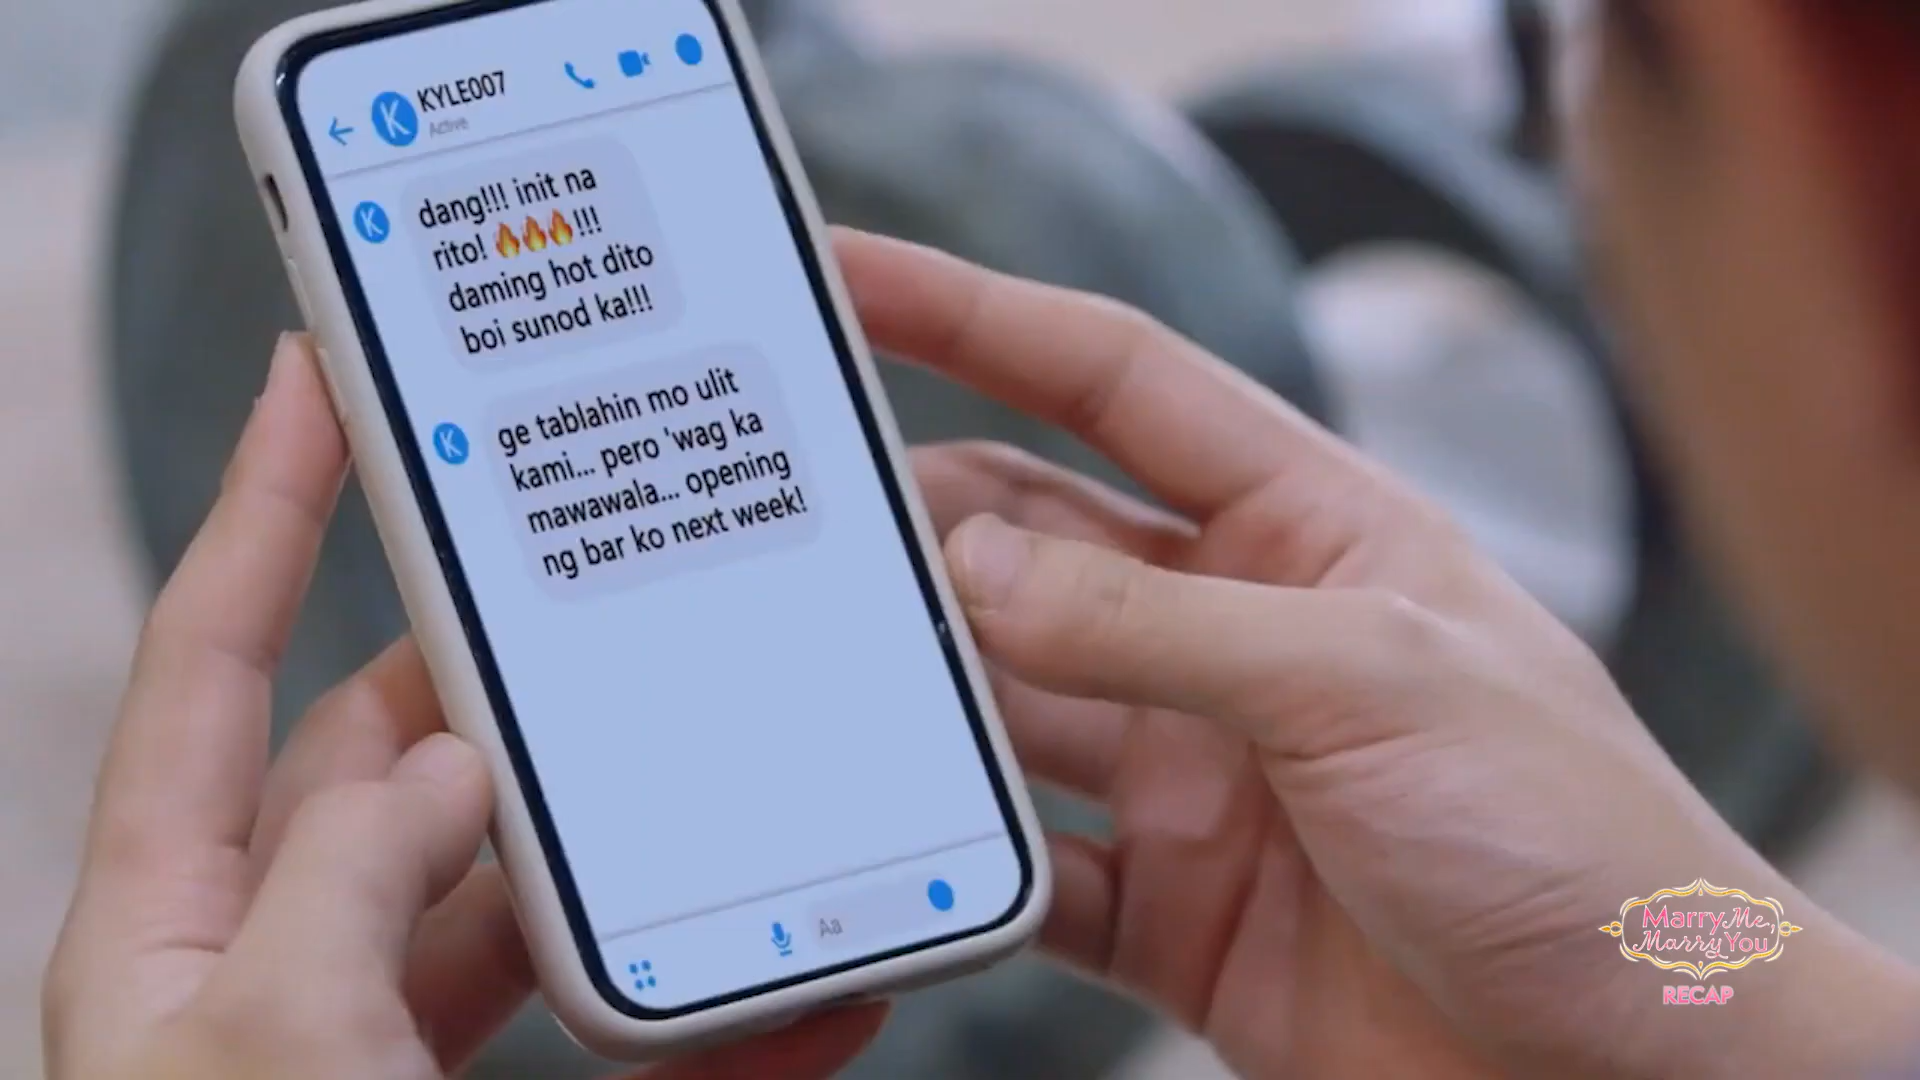 K KYLE007
Active
K
dang!!! init na
rito! 🔥🔥🔥!!!
daming hot dito
boi sunod ka!!!
K
ge tablahin mo ulit
kami... pero 'wag ka
mawawala... opening
ng bar ko next week!
Aa
Marry Me,
Marry You
RECAP